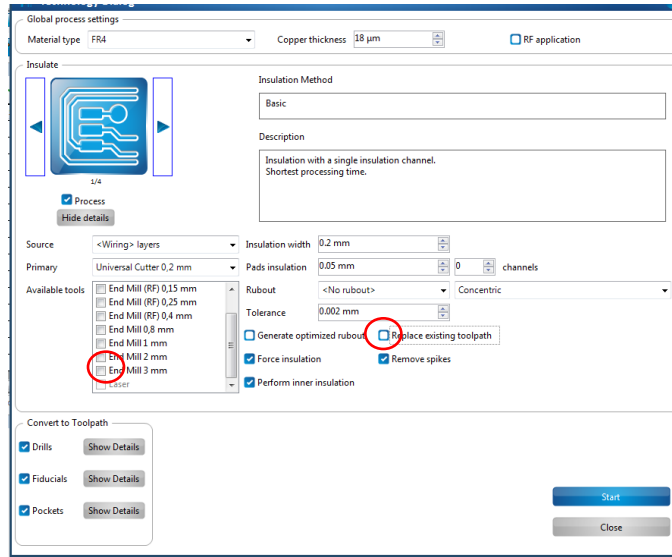 Technology Dialog
Global process settings
Material type FR4 Copper thickness 18 µm RF application
Insulate
Insulation Method
Basic
Description
Insulation with a single insulation channel.
Shortest processing time.
1/4
Process
Hide details
Source <Wiring> layers Insulation width 0.2 mm
Primary Universal Cutter 0,2 mm Pads insulation 0.05 mm 0 channels
Available tools End Mill (RF) 0,15 mm Rubout <No rubout> Concentric
End Mill (RF) 0,25 mm
End Mill (RF) 0,4 mm Tolerance 0.002 mm
End Mill 0,8 mm
End Mill 1 mm Generate optimized rubout Replace existing toolpath
End Mill 2 mm Force insulation Remove spikes
End Mill 3 mm
Laser Perform inner insulation
Convert to Toolpath
Drills Show Details
Fiducials Show Details
Pockets Show Details
Start
Close